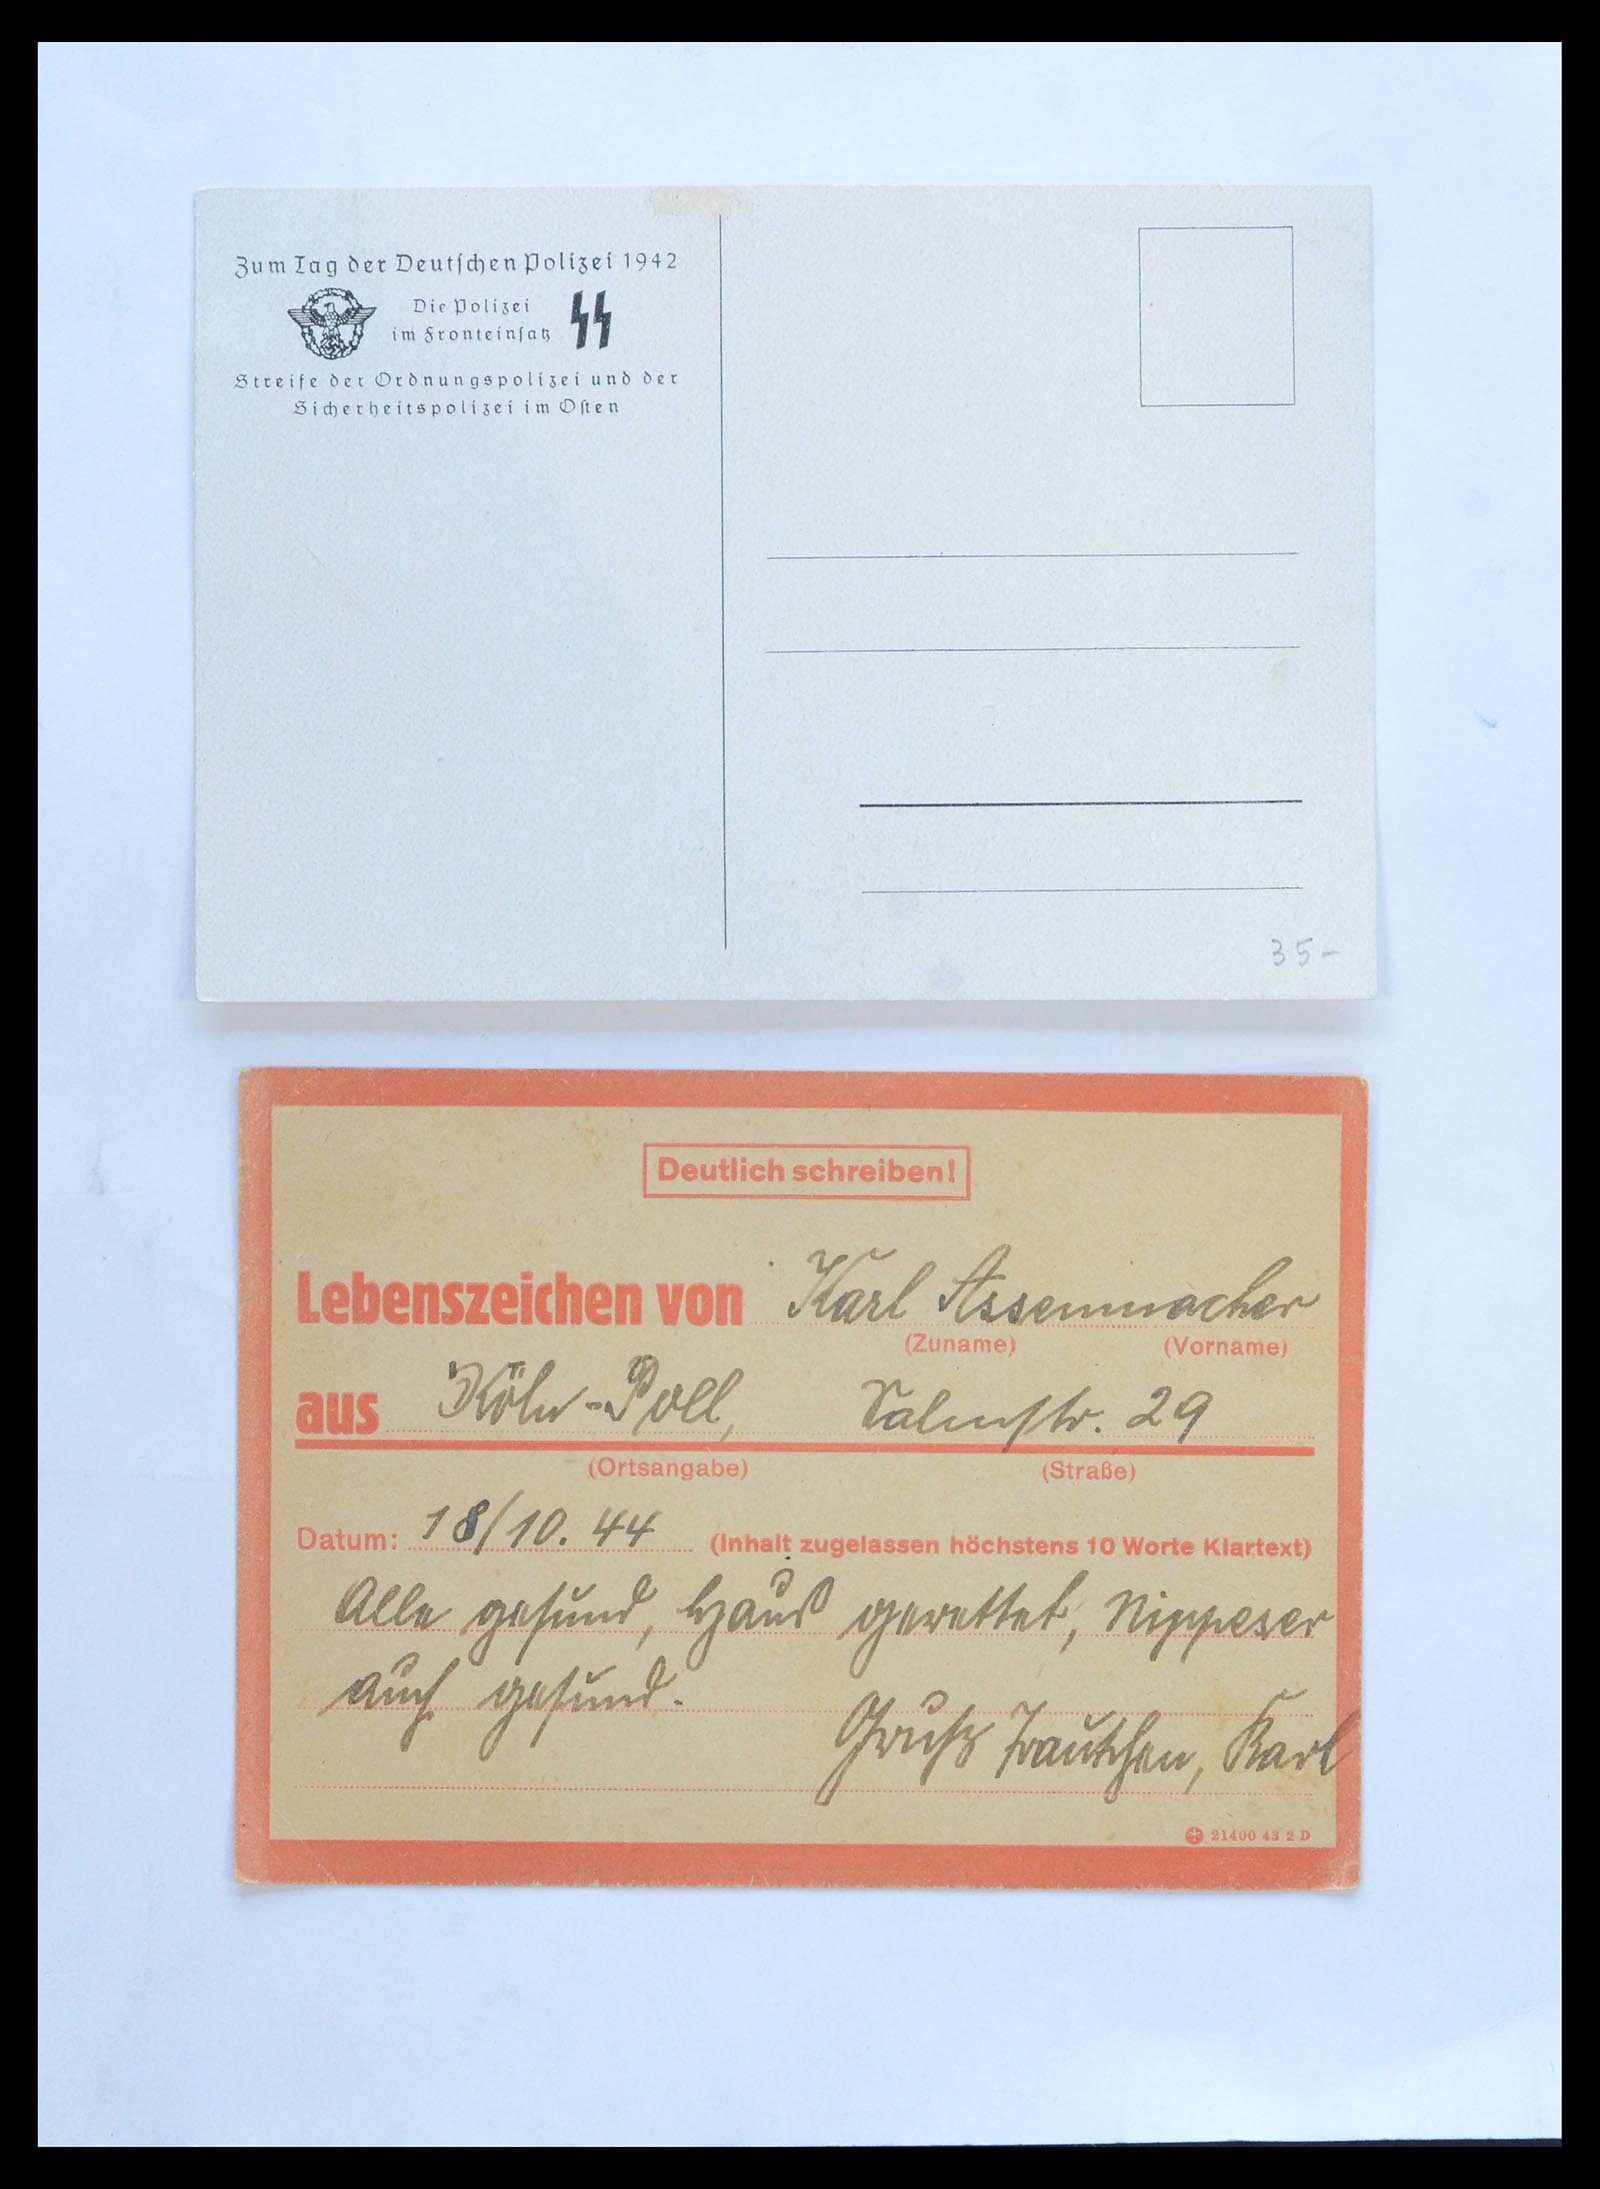 Zum Tag der Deutschen Polizei 1942
Die Polizei
im Fronteinsatz
Streife der Ordnungspolizei und der
Sicherheitspolizei im Osten
35-
Deutlich schreiben!
Lebenszeichen von Karl Assenmacher
(Zuname) (Vorname)
aus Köln-Poll, Salmstr. 29
(Ortsangabe) (Straße)
Datum: 18/10. 44 (Inhalt zugelassen höchstens 10 Worte Klartext)
Alle gesund, Haus gerettet, Nippeser
auch gesund.
Gruß Trautchen, Karl
21400 43 2 D